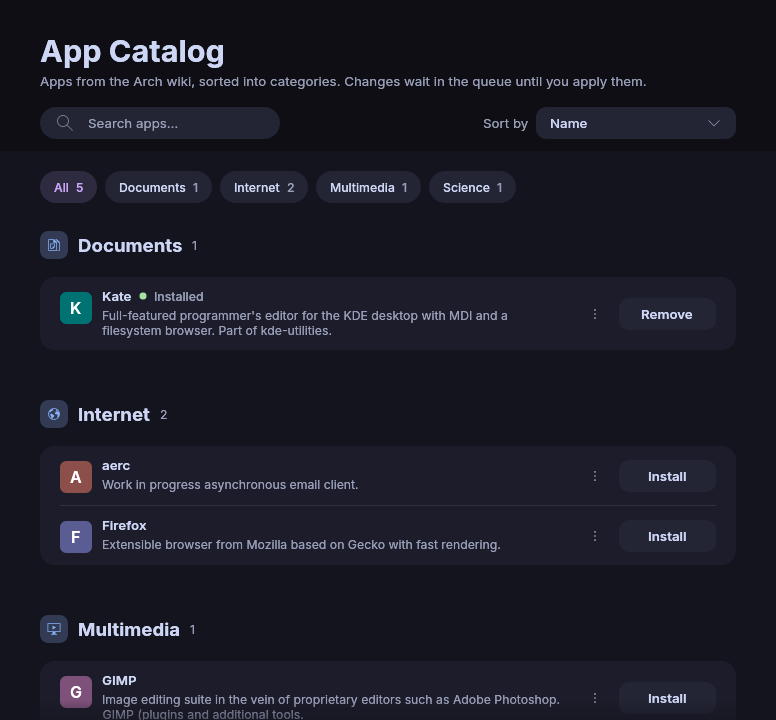 App Catalog
Apps from the Arch wiki, sorted into categories. Changes wait in the queue until you apply them.
Search apps...
Sort by Name
All 5 Documents 1 Internet 2 Multimedia 1 Science 1
Documents 1
K
Kate Installed
Full-featured programmer's editor for the KDE desktop with MDI and a
filesystem browser. Part of kde-utilities.
Remove
Internet 2
A
aerc
Work in progress asynchronous email client.
Install
F
Firefox
Extensible browser from Mozilla based on Gecko with fast rendering.
Install
Multimedia 1
G
GIMP
Image editing suite in the vein of proprietary editors such as Adobe Photoshop.
GIMP (plugins and additional tools.
Install